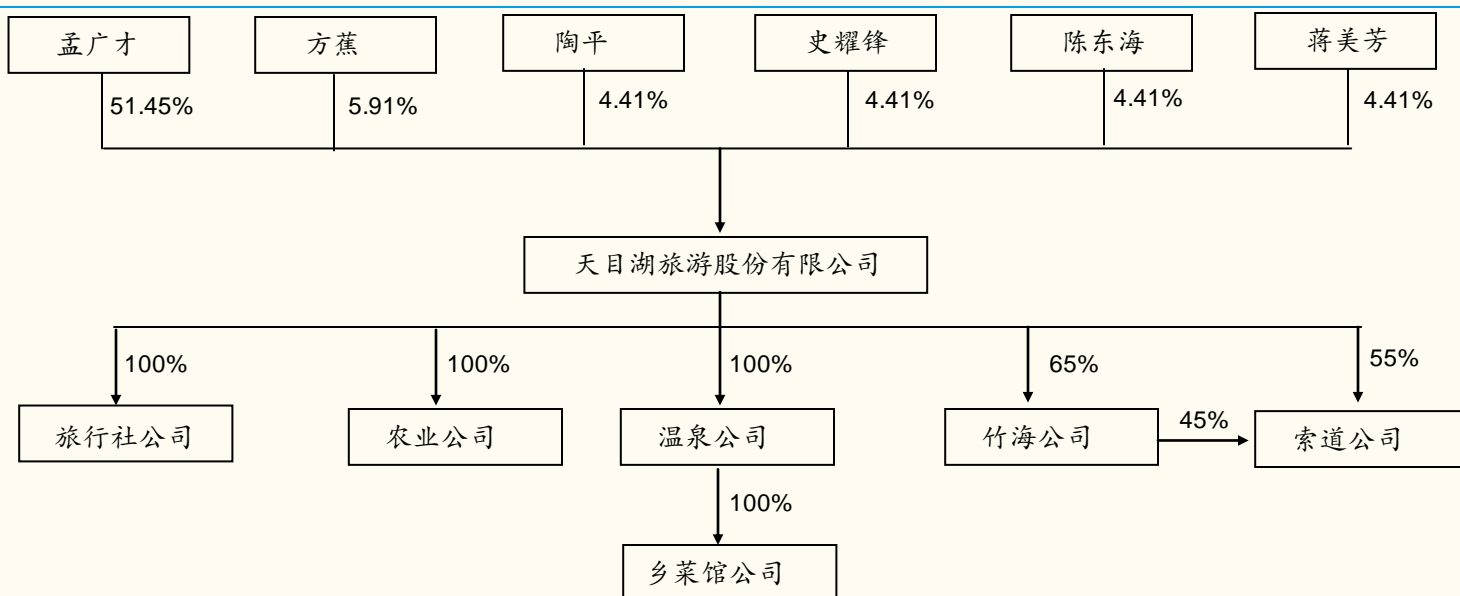 孟广才
方蕉
陶平
史耀锋
陈东海
蒋美芳
51.45%
5.91%
4.41%
4.41%
4.41%
4.41%
天目湖旅游股份有限公司
100%
100%
100%
65%
55%
旅行社公司
农业公司
温泉公司
竹海公司
45%
索道公司
100%
乡菜馆公司